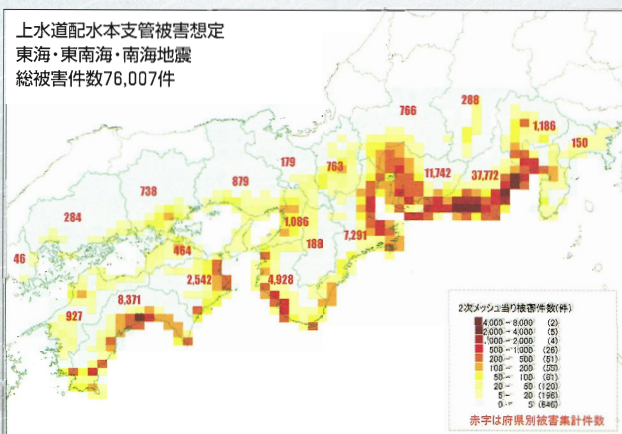 上水道配水本支管被害想定
東海・東南海・南海地震
総被害件数76,007件
766
288
1,186
150
179
763
11,742
37,772
879
738
284
1,086
46
464
188
7,291
2,542
4,928
8,371
927
2次メッシュ当り被害件数(件)
4,000 - 8,000 (2)
2,000 - 4,000 (5)
1,000 - 2,000 (4)
500 - 1,000 (26)
200 - 500 (51)
100 - 200 (55)
50 - 100 (61)
20 - 50 (120)
5 - 20 (196)
0 - 5 (646)
赤字は府県別被害集計件数